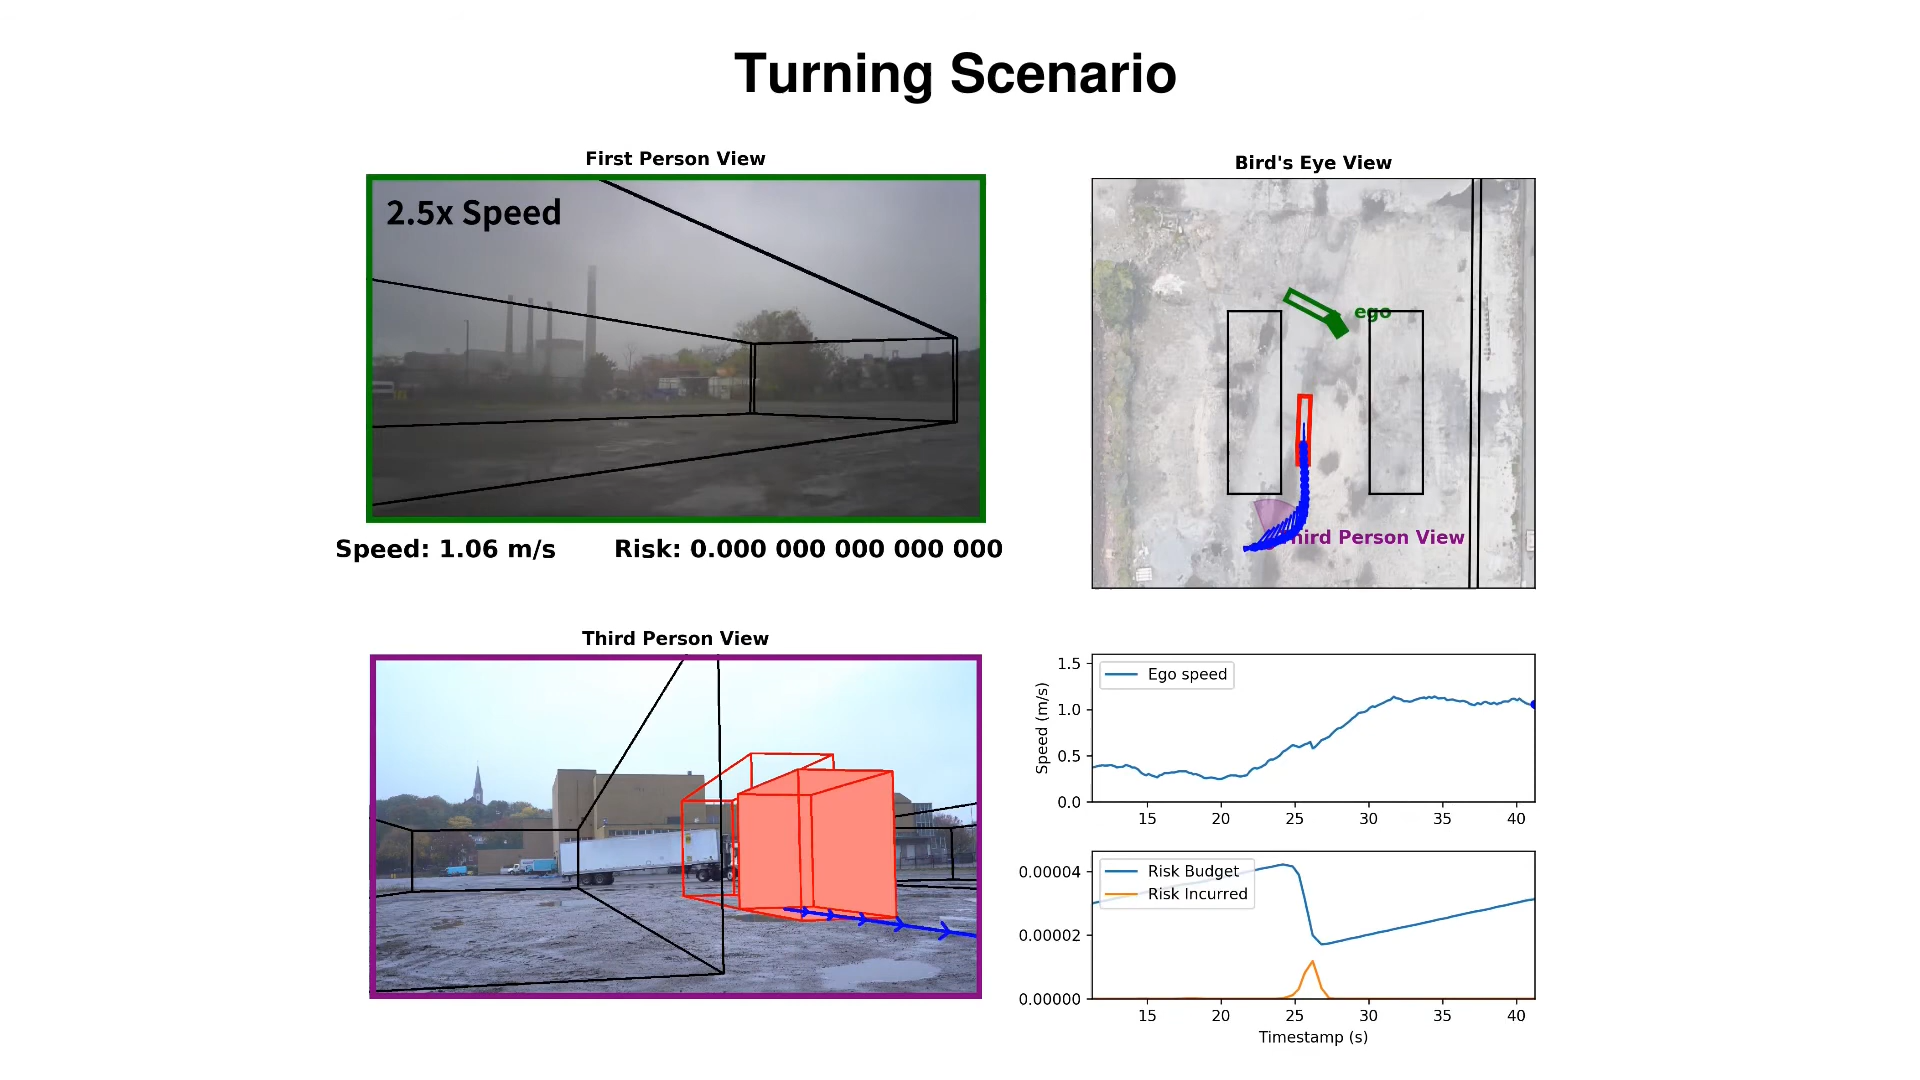 Turning Scenario
First Person View
2.5x Speed
Speed: 1.06 m/s
Risk: 0.000 000 000 000 000
Bird's Eye View
ego
Third Person View
Third Person View
Ego speed
Speed (m/s)
1.5
1.0
0.5
0.0
15 20 25 30 35 40
Risk Budget
Risk Incurred
0.00004
0.00002
0.00000
15 20 25 30 35 40
Timestamp (s)